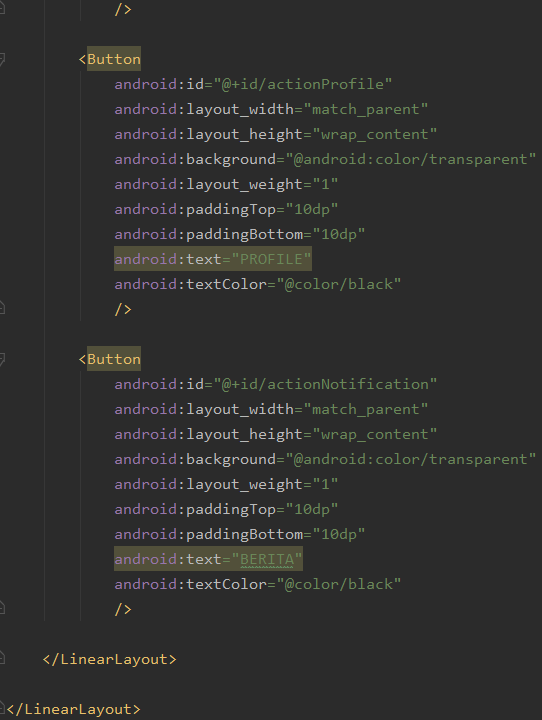 />
<Button
android:id="@+id/actionProfile"
android:layout_width="match_parent"
android:layout_height="wrap_content"
android:background="@android:color/transparent"
android:layout_weight="1"
android:paddingTop="10dp"
android:paddingBottom="10dp"
android:text="PROFILE"
android:textColor="@color/black"
/>
<Button
android:id="@+id/actionNotification"
android:layout_width="match_parent"
android:layout_height="wrap_content"
android:background="@android:color/transparent"
android:layout_weight="1"
android:paddingTop="10dp"
android:paddingBottom="10dp"
android:text="BERITA"
android:textColor="@color/black"
/>
</LinearLayout>
</LinearLayout>